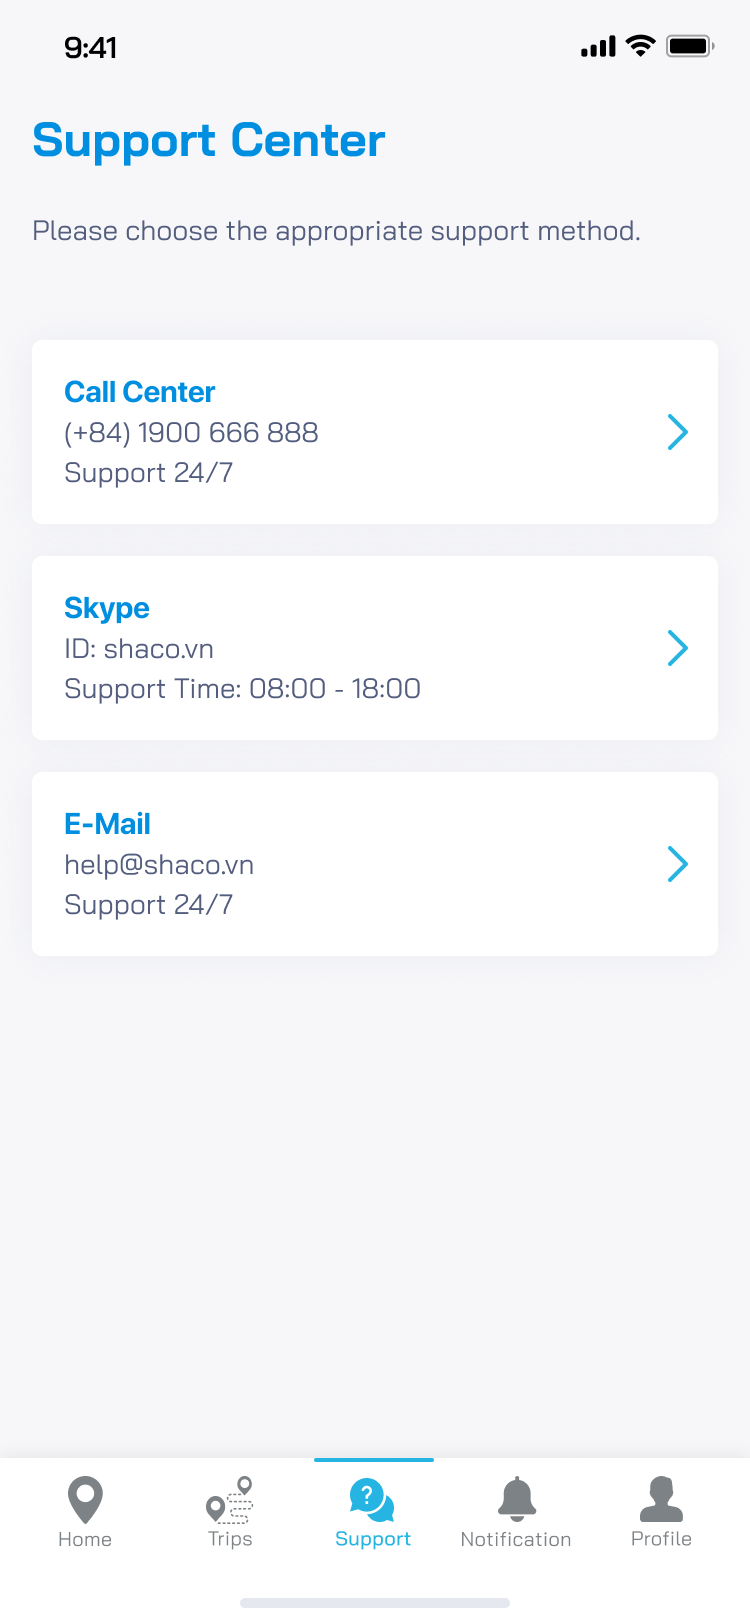 9:41
Support Center
Please choose the appropriate support method.
Call Center
(+84) 1900 666 888
Support 24/7
Skype
ID: shaco.vn
Support Time: 08:00 - 18:00
E-Mail
help@shaco.vn
Support 24/7
?
Home
Trips
Support
Notification
Profile